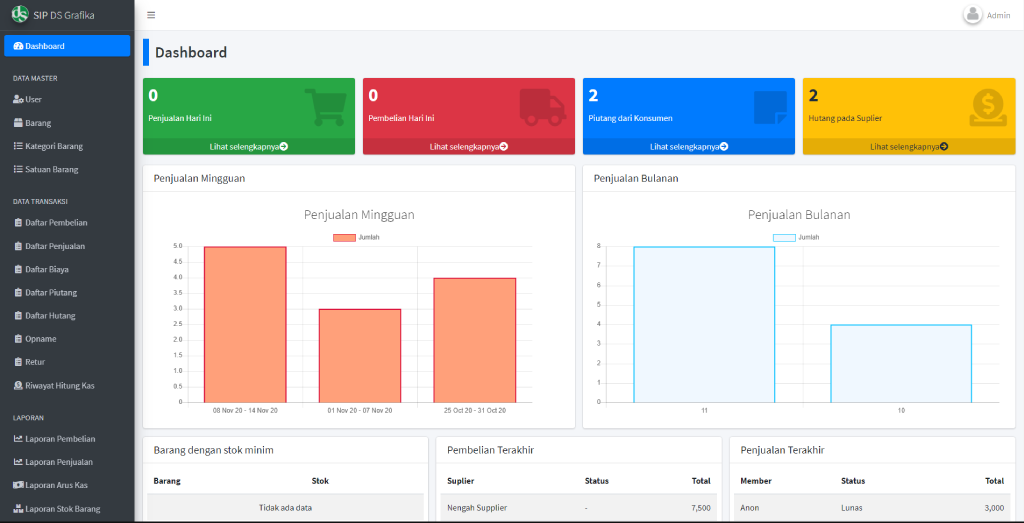 SIP DS Grafika
Admin
Dashboard
DATA MASTER
User
Barang
Kategori Barang
Satuan Barang
DATA TRANSAKSI
Daftar Pembelian
Daftar Penjualan
Daftar Biaya
Daftar Piutang
Daftar Hutang
Opname
Retur
Riwayat Hitung Kas
LAPORAN
Laporan Pembelian
Laporan Penjualan
Laporan Arus Kas
Laporan Stok Barang
Dashboard
0
Penjualan Hari Ini
Lihat selengkapnya
0
Pembelian Hari Ini
Lihat selengkapnya
2
Piutang dari Konsumen
Lihat selengkapnya
2
Hutang pada Suplier
Lihat selengkapnya
Penjualan Mingguan
Penjualan Mingguan
Jumlah
5.0
4.5
4.0
3.5
3.0
2.5
2.0
1.5
1.0
0.5
0
08 Nov 20 - 14 Nov 20
01 Nov 20 - 07 Nov 20
25 Oct 20 - 31 Oct 20
Penjualan Bulanan
Penjualan Bulanan
Jumlah
8
7
6
5
4
3
2
1
0
11
10
Barang dengan stok minim
Barang Stok
Tidak ada data
Pembelian Terakhir
Suplier Status Total
Nengah Supplier - 7,500
Penjualan Terakhir
Member Status Total
Anon Lunas 3,000